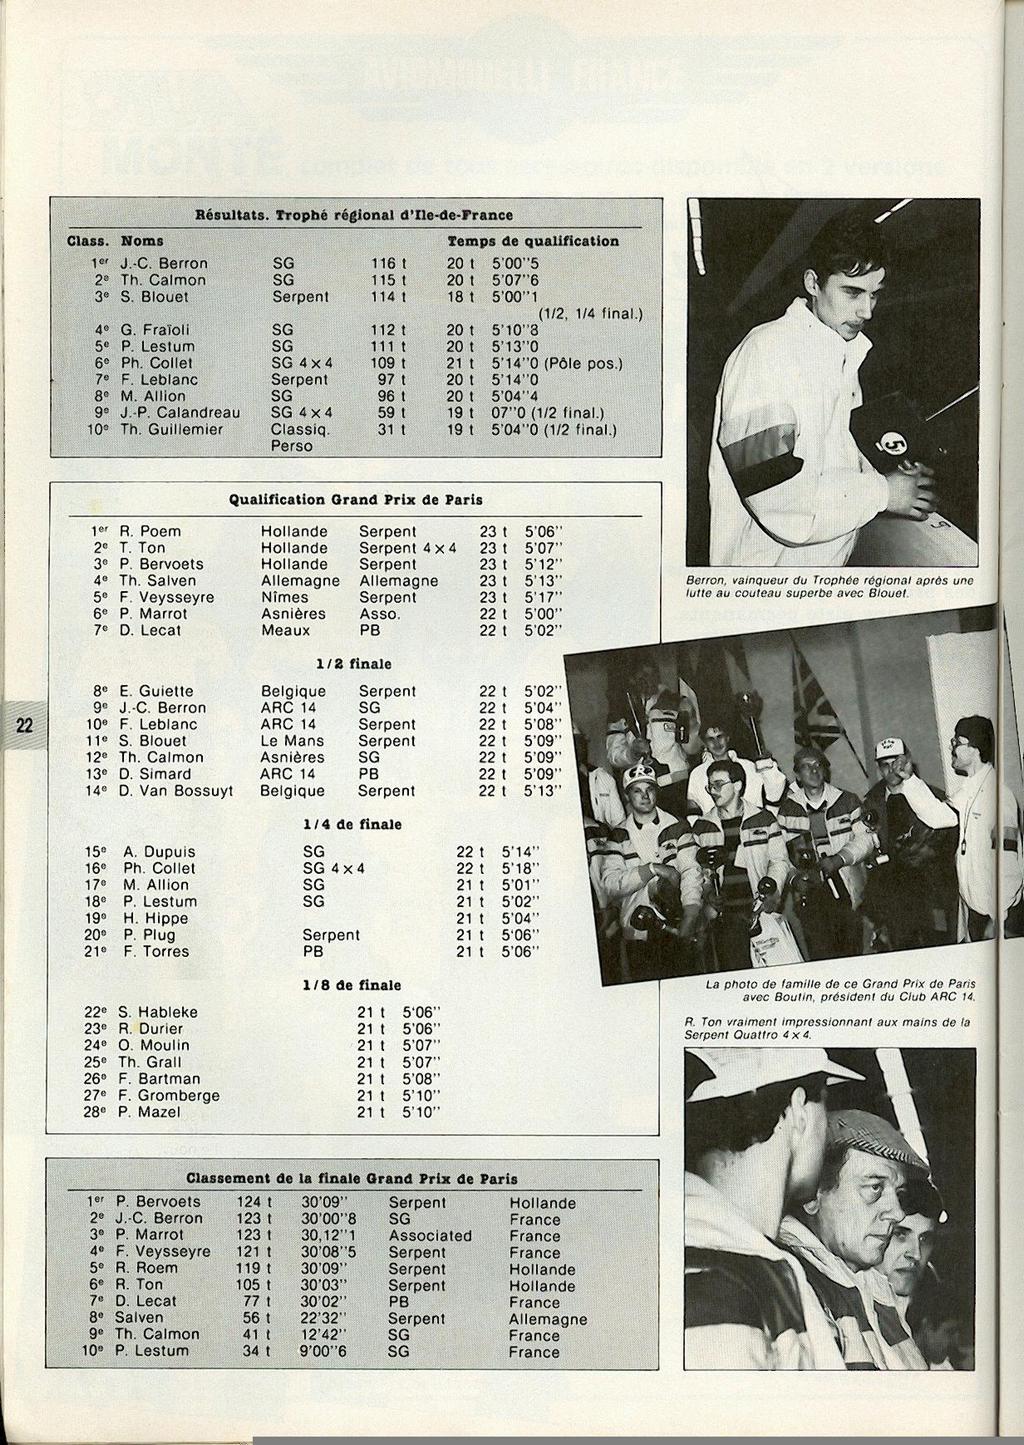 Résultats. Trophé régional d'Ile-de-France
Class. Noms Temps de qualification
1er J.-C. Berron SG 116 t 20 t 5'00''5
2e Th. Calmon SG 115 t 20 t 5'07''6
3e S. Blouet Serpent 114 t 18 t 5'00''1
(1/2, 1/4 final.)
4e G. Fraïoli SG 112 t 20 t 5'10''8
5e P. Lestum SG 111 t 20 t 5'13''0
6e Ph. Collet SG 4×4 109 t 21 t 5'14''0 (Pôle pos.)
7e F. Leblanc Serpent 97 t 20 t 5'14''0
8e M. Allion SG 96 t 20 t 5'04''4
9e J.-P. Calandreau SG 4×4 59 t 19 t 07''0 (1/2 final.)
10e Th. Guillemier Classiq. 31 t 19 t 5'04''0 (1/2 final.)
Perso
Qualification Grand Prix de Paris
1er R. Poem Hollande Serpent 23 t 5'06''
2e T. Ton Hollande Serpent 4×4 23 t 5'07''
3e P. Bervoets Hollande Serpent 23 t 5'12''
4e Th. Salven Allemagne Allemagne 23 t 5'13''
5e F. Veysseyre Nîmes Serpent 23 t 5'17''
6e P. Marrot Asnières Asso. 22 t 5'00''
7e D. Lecat Meaux PB 22 t 5'02''
1/2 finale
8e E. Guiette Belgique Serpent 22 t 5'02''
9e J.-C. Berron ARC 14 SG 22 t 5'04''
10e F. Leblanc ARC 14 Serpent 22 t 5'08''
11e S. Blouet Le Mans Serpent 22 t 5'09''
12e Th. Calmon Asnières SG 22 t 5'09''
13e D. Simard ARC 14 PB 22 t 5'09''
14e D. Van Bossuyt Belgique Serpent 22 t 5'13''
1/4 de finale
15e A. Dupuis SG 22 t 5'14''
16e Ph. Collet SG 4×4 22 t 5'18''
17e M. Allion SG 21 t 5'01''
18e P. Lestum SG 21 t 5'02''
19e H. Hippe 21 t 5'04''
20e P. Plug Serpent 21 t 5'06''
21e F. Torres PB 21 t 5'06''
1/8 de finale
22e S. Hableke 21 t 5'06''
23e R. Durier 21 t 5'06''
24e O. Moulin 21 t 5'07''
25e Th. Grall 21 t 5'07''
26e F. Bartman 21 t 5'08''
27e F. Gromberge 21 t 5'10''
28e P. Mazel 21 t 5'10''
Classement de la finale Grand Prix de Paris
1er P. Bervoets 124 t 30'09'' Serpent Hollande
2e J.-C. Berron 123 t 30'00''8 SG France
3e P. Marrot 123 t 30,12''1 Associated France
4e F. Veysseyre 121 t 30'08''5 Serpent France
5e R. Roem 119 t 30'09'' Serpent Hollande
6e R. Ton 105 t 30'03'' Serpent Hollande
7e D. Lecat 77 t 30'02'' PB France
8e Salven 56 t 22'32'' Serpent Allemagne
9e Th. Calmon 41 t 12'42'' SG France
10e P. Lestum 34 t 9'00''6 SG France
22
5
Berron, vainqueur du Trophée régional après une
lutte au couteau superbe avec Blouet.
La photo de famille de ce Grand Prix de Paris
avec Boutin, président du Club ARC 14.
R. Ton vraiment impressionnant aux mains de la
Serpent Quattro 4×4.